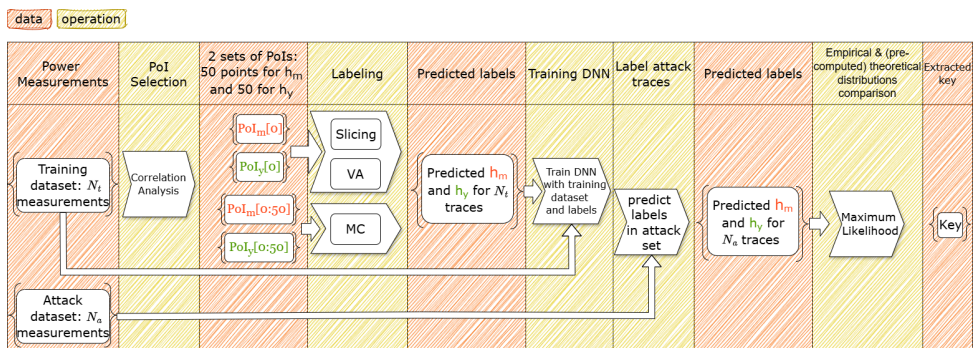 data operation
Power
Measurements
PoI
Selection
2 sets of PoIs:
50 points for hm
and 50 for hy
Labeling
Predicted labels
Training DNN
Label attack
traces
Predicted labels
Empirical & (pre-
computed) theoretical
distributions
comparison
Extracted
key
Training
dataset: Nt
measurements
Correlation
Analysis
PoIm[0]
PoIy[0]
PoIm[0:50]
PoIy[0:50]
Slicing
VA
MC
Predicted hm
and hy for Nt
traces
Train DNN
with training
dataset
and labels
predict
labels
in attack
set
Predicted hm
and hy for
Na traces
Maximum
Likelihood
Key
Attack
dataset: Na
measurements